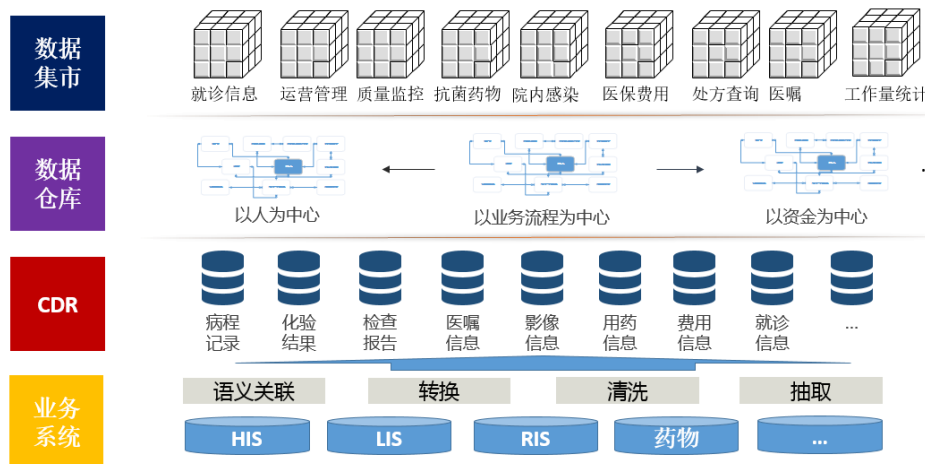 数据
集市
就诊信息 运营管理 质量监控 抗菌药物 院内感染 医保费用 处方查询 医嘱 工作量统计
数据
仓库
以人为中心 以业务流程为中心 以资金为中心
CDR
病程 化验 检查 医嘱 影像 用药 费用 就诊
记录 结果 报告 信息 信息 信息 信息 信息 ...
语义关联 转换 清洗 抽取
业务
系统
HIS LIS RIS 药物 ...